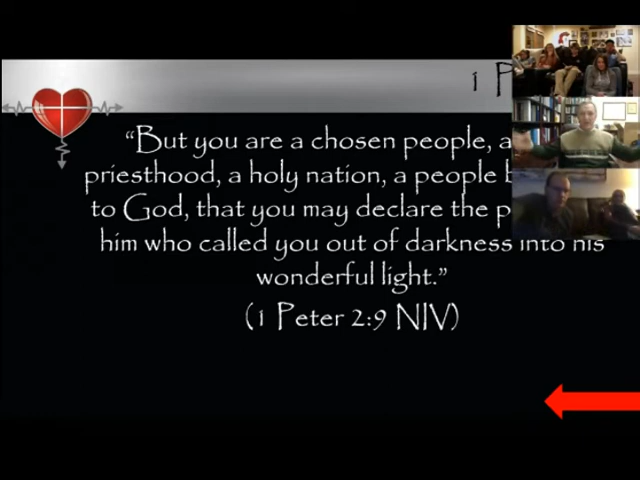 1 P
“But you are a chosen people, a
priesthood, a holy nation, a people b
to God, that you may declare the p
him who called you out of darkness into his
wonderful light.”
(1 Peter 2:9 NIV)